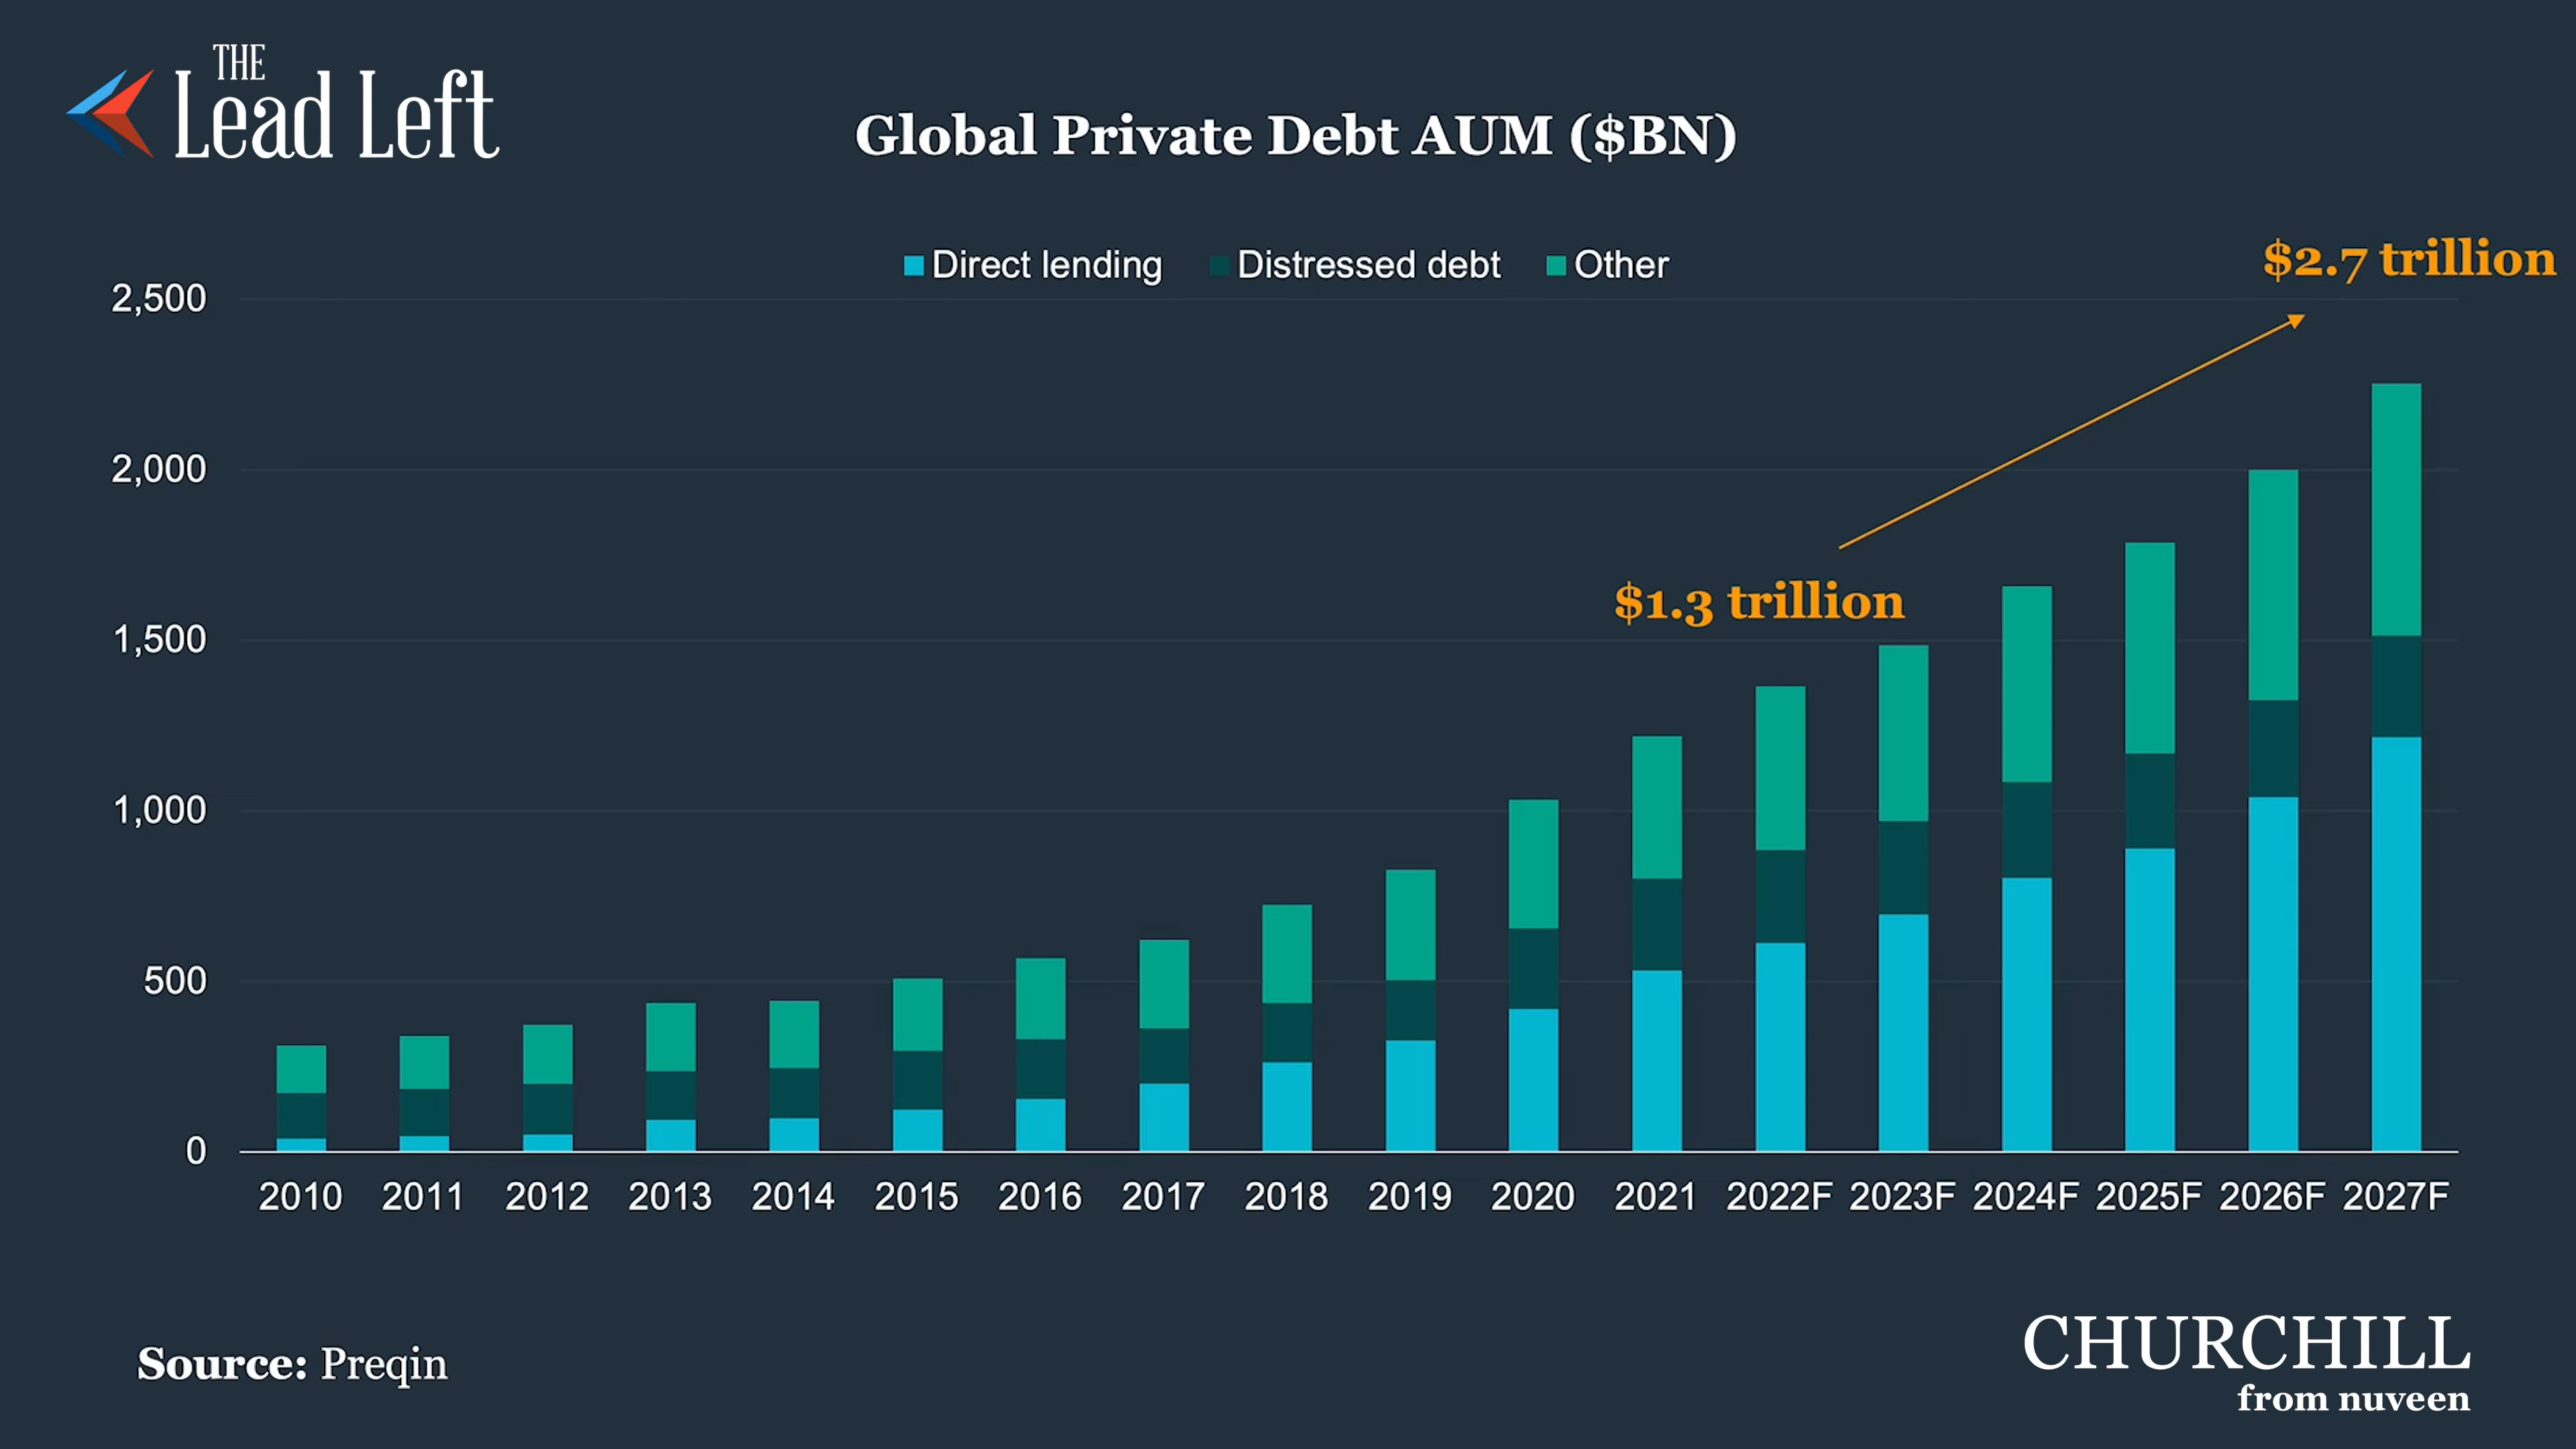 THE
Lead Left
Global Private Debt AUM ($BN)
Direct lending Distressed debt Other
$2.7 trillion
2,500
2,000
1,500
$1.3 trillion
1,000
500
0
2010 2011 2012 2013 2014 2015 2016 2017 2018 2019 2020 2021 2022F 2023F 2024F 2025F 2026F 2027F
Source: Preqin
CHURCHILL
from nuveen